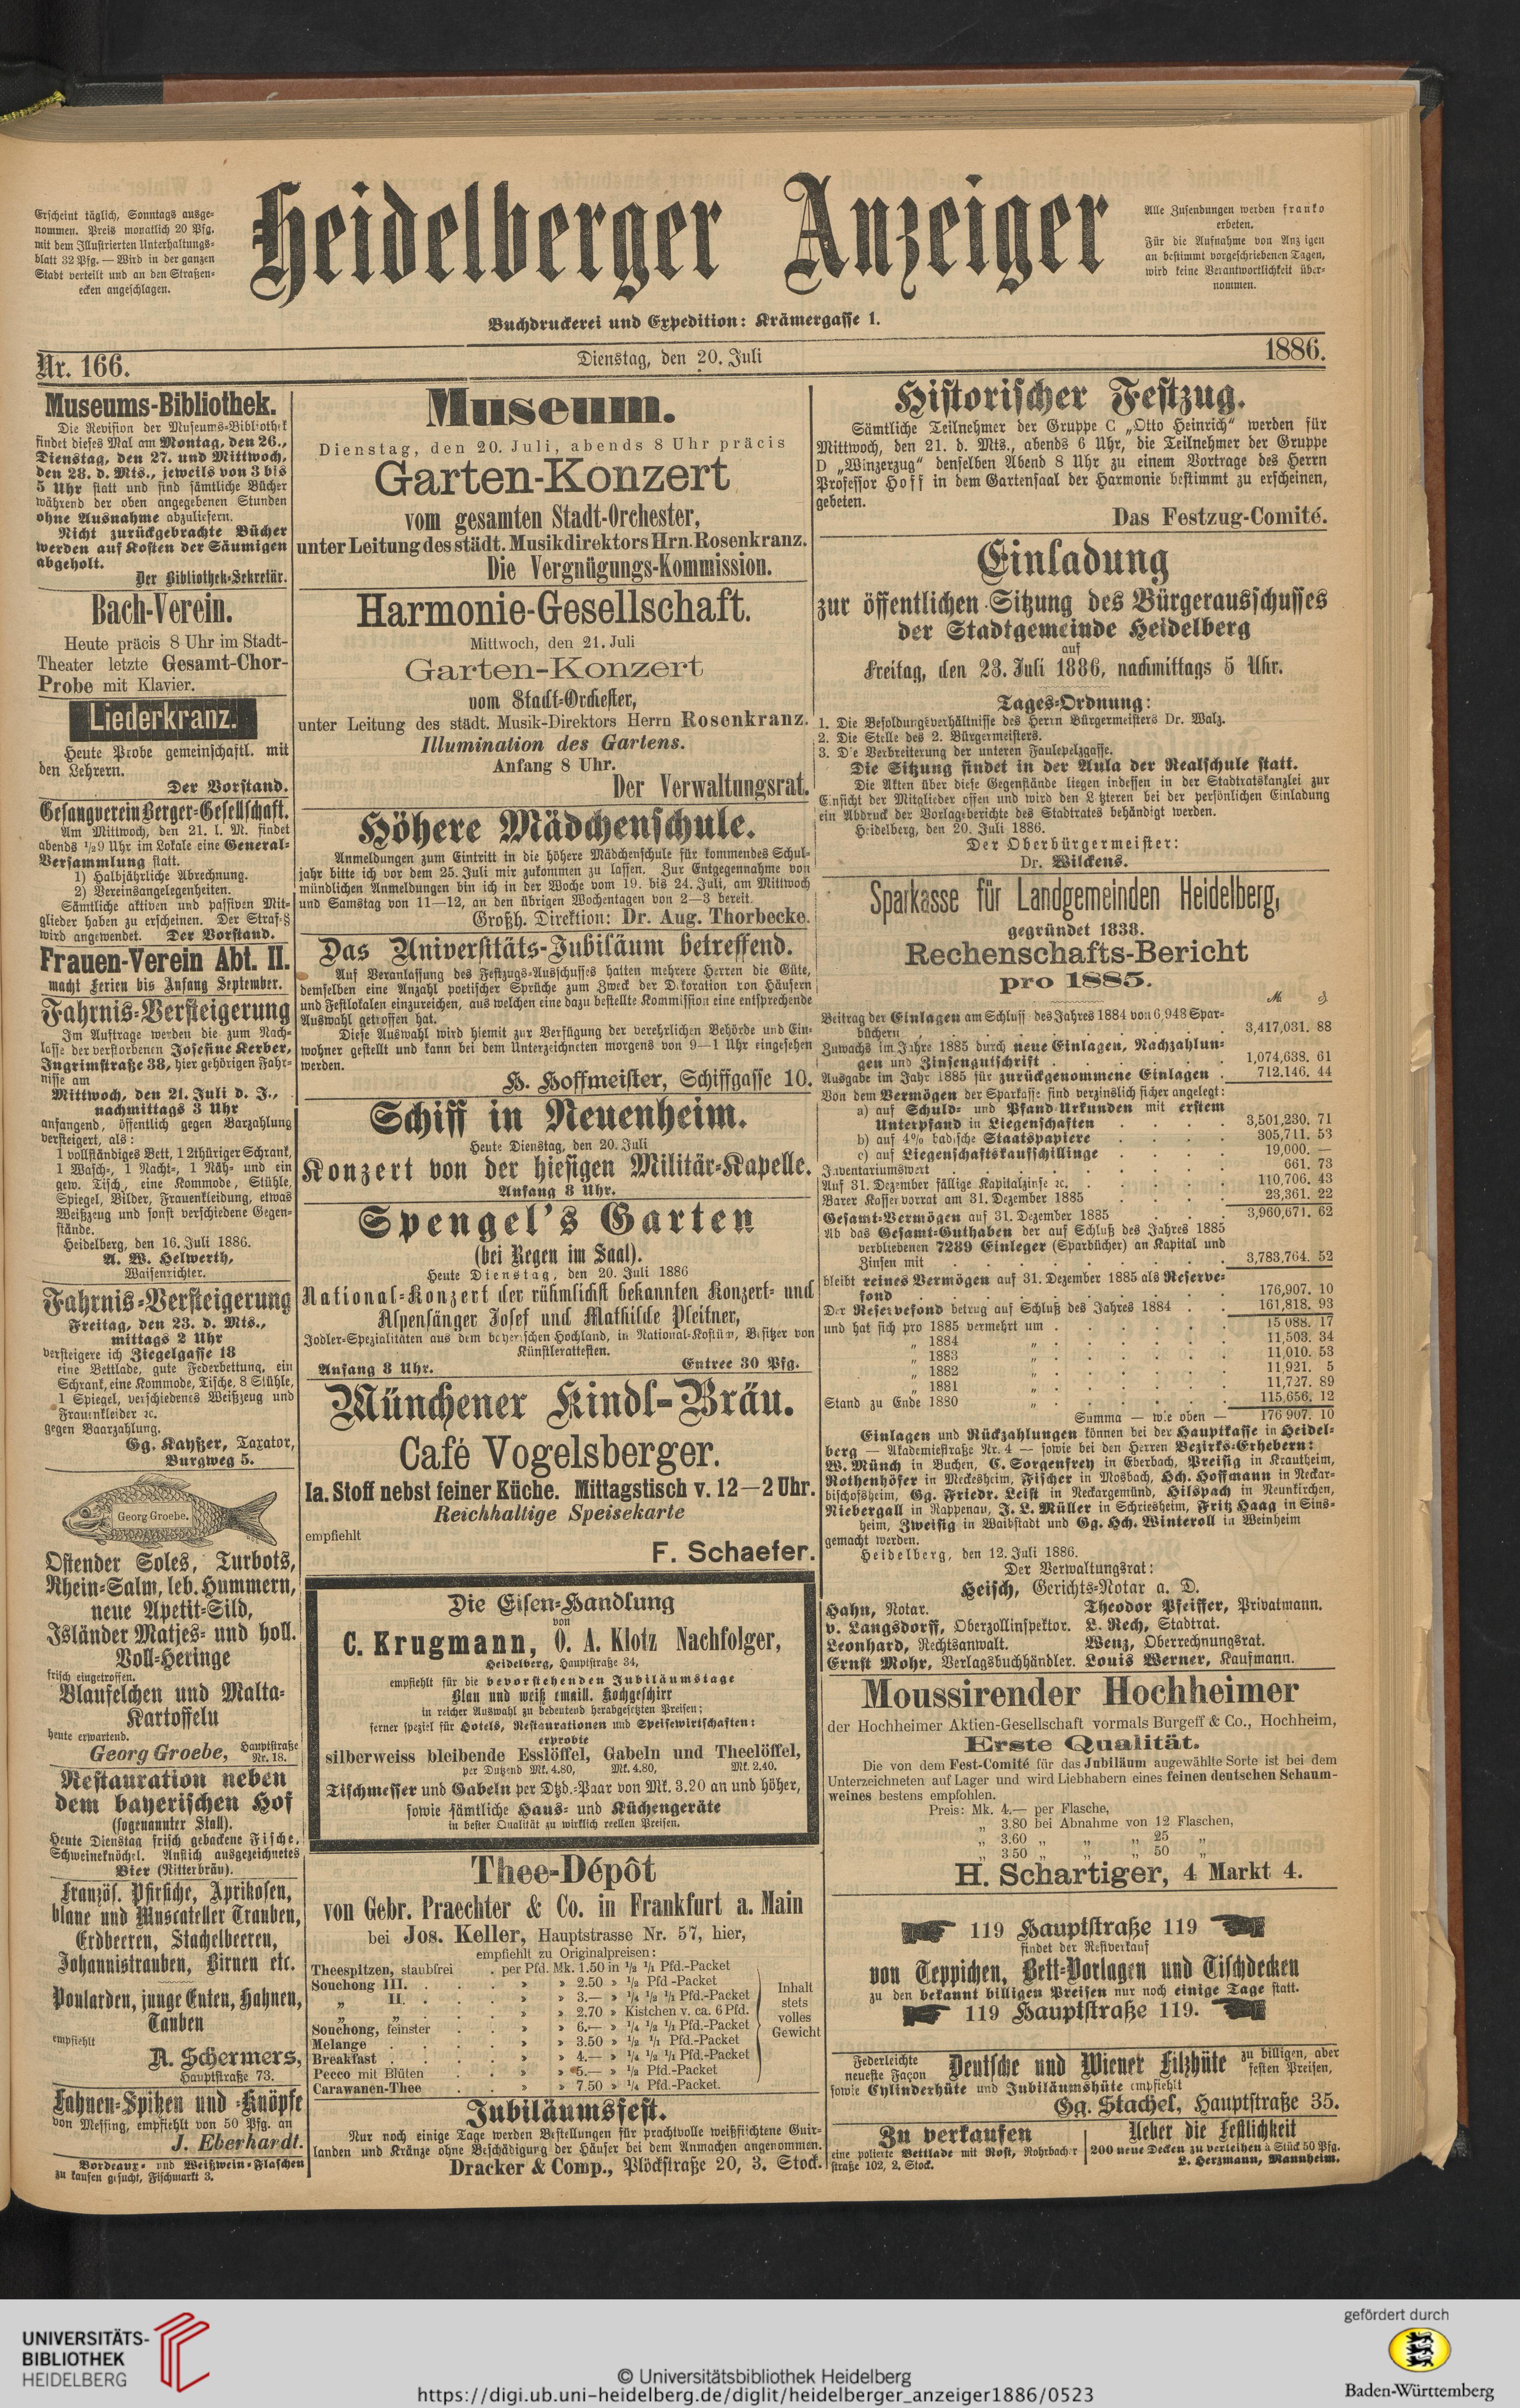 Erscheint täglich, Sonntags ausge-
nommen. Preis monatlich 20 Pfg.
mit dem Illustrierten Unterhaltungs-
blatt 32 Pfg. — Wird in der ganzen
Stadt verteilt und an den Straßen-
ecken angeschlagen.
Heidelberger Anzeiger
Alle Zusendungen werden franko
erbeten.
Für die Aufnahme von Anz igen
an bestimmt vorgeschriebenen Tagen,
wird keine Verantwortlichkeit über-
nommen.
Buchdruckerei und Expedition: Krämergasse 1.
Nr. 166.
Dienstag, den 20. Juli
1886.
Museums-Bibliothek.
Die Revision der Museums-Bibliothek
findet dieses Mal am Montag, den 26.,
Dienstag, den 27. und Mittwoch,
den 28. d. Mts., jeweils von 3 bis
5 Uhr statt und sind sämtliche Bücher
während der oben angegebenen Stunden
ohne Ausnahme abzuliefern.
Nicht zurückgebrachte Bücher
werden auf Kosten der Säumigen
abgeholt.
Der Bibliothek-Sekretär.
Bach-Verein.
Heute präcis 8 Uhr im Stadt-
Theater letzte Gesamt-Chor-
Probe mit Klavier.
Liederkranz.
Heute Probe gemeinschaftl. mit
den Lehrern.
Der Vorstand.
Gesangverein Berger-Gesellschaft.
Am Mittwoch, den 21. l. M. findet
abends 1/29 Uhr im Lokale eine General-
Versammlung statt.
1) Halbjährliche Abrechnung.
2) Vereinsangelegenheiten.
Sämtliche aktiven und passiven Mit-
glieder haben zu erscheinen. Der Straf-§
wird angewendet. Der Vorstand.
Frauen-Verein Abt. II.
macht Ferien bis Anfang September.
Fahrnis-Versteigerung
Im Auftrage werden die zum Nach-
lasse der verstorbenen Josefine Kerber,
Ingrimstraße 38, hier gehörigen Fahr-
nisse am
Mittwoch, den 21. Juli d. J.,
nachmittags 3 Uhr
anfangend, öffentlich gegen Barzahlung
versteigert, als:
1 vollständiges Bett, 1 2thüriger Schrank,
1 Wasch-, 1 Nacht-, 1 Näh- und ein
gew. Tisch, eine Kommode, Stühle,
Spiegel, Bilder, Frauenkleidung, etwas
Weißzeug und sonst verschiedene Gegen-
stände.
Heidelberg, den 16. Juli 1886.
A. W. Helwerth,
Waisenrichter.
Fahrnis-Versteigerung
Freitag, den 23. d. Mts.,
mittags 2 Uhr
versteigere ich Ziegelgasse 18
eine Bettlade, gute Federbettung, ein
Schrank, eine Kommode, Tische, 8 Stühle,
1 Spiegel, verschiedenes Weißzeug und
Frauenkleider ꝛc.
gegen Baarzahlung.
Gg. Kayßer, Taxator,
Burgweg 5.
Georg Groebe.
Ostender Soles, Turbots,
Rhein-Salm, leb. Hummern,
neue Apetit-Sild,
Isländer Matjes- und holl.
Voll-Heringe
frisch eingetroffen.
Blaufelchen und Malta-
Kartoffeln
heute erwartend.
Georg Groebe, Hauptstraße Nr. 18.
Restauration neben
dem bayerischen Hof
(sogenannter Stall).
Heute Dienstag frisch gebackene Fische,
Schweineknöchel. Anstich ausgezeichnetes
Bier (Ritterbräu).
Französ. Pfirsiche, Aprikosen,
blaue und Muscateller Trauben,
Erdbeeren, Stachelbeeren,
Johannistrauben, Birnen etc.
Poularden, junge Enten, Hahnen,
Tauben
empfiehlt
A. Schermers,
Hauptstraße 73.
Fahnen-Spitzen und -Knöpfe
von Messing, empfiehlt von 50 Pfg. an
J. Eberhardt.
Bordeaux- und Weißwein-Flaschen
zu kaufen gesucht, Fischmarkt 3.
Museum.
Dienstag, den 20. Juli, abends 8 Uhr präcis
Garten-Konzert
vom gesamten Stadt-Orchester,
unter Leitung des städt. Musikdirektors Hrn. Rosenkranz.
Die Vergnügungs-Kommission.
Harmonie-Gesellschaft.
Mittwoch, den 21. Juli
Garten-Konzert
vom Stadt-Orchester,
unter Leitung des städt. Musik-Direktors Herrn Rosenkranz.
Illumination des Gartens.
Anfang 8 Uhr.
Der Verwaltungsrat.
Höhere Mädchenschule.
Anmeldungen zum Eintritt in die höhere Mädchenschule für kommendes Schul-
jahr bitte ich vor dem 25. Juli mir zukommen zu lassen. Zur Entgegennahme von
mündlichen Anmeldungen bin ich in der Woche vom 19. bis 24. Juli, am Mittwoch
und Samstag von 11—12, an den übrigen Wochentagen von 2—3 bereit.
Großh. Direktion: Dr. Aug. Thorbecke.
Das Universitäts-Jubiläum betreffend.
Auf Veranlassung des Festzugs-Ausschusses hatten mehrere Herren die Güte,
demselben eine Anzahl poetischer Sprüche zum Zweck der Dekoration von Häusern
und Festlokalen einzureichen, aus welchen eine dazu bestellte Kommission eine entsprechende
Auswahl getroffen hat.
Diese Auswahl wird hiemit zur Verfügung der verehrlichen Behörde und Ein-
wohner gestellt und kann bei dem Unterzeichneten morgens von 9—1 Uhr eingesehen
werden.
H. Hoffmeister, Schiffgasse 10.
Schiff in Neuenheim.
Heute Dienstag, den 20. Juli
Konzert von der hiesigen Militär-Kapelle.
Anfang 8 Uhr.
Spengel's Garten
(bei Regen im Saal).
Heute Dienstag, den 20. Juli 1886
National-Konzert der rühmlichst bekannten Konzert- und
Alpensänger Josef und Mathilde Pleitner,
Jodler-Spezialitäten aus dem bayerischen Hochland, in National-Kostüm, Besitzer von
Künstlerattesten.
Anfang 8 Uhr. Entree 30 Pfg.
Münchener Kindl-Bräu.
Café Vogelsberger.
Ia. Stoff nebst feiner Küche. Mittagstisch v. 12—2 Uhr.
Reichhaltige Speisekarte
empfiehlt
F. Schaefer.
Die Eisen-Handlung
von
C. Krugmann, O. A. Klotz Nachfolger,
Heidelberg, Hauptstraße 34,
empfiehlt für die bevorstehenden Jubiläumstage
Blau und weiß emaill. Kochgeschirr
in reicher Auswahl zu bedeutend herabgesetzten Preisen;
ferner speziel für Hotels, Restaurationen und Speisewirtschaften:
erprobte
silberweiss bleibende Esslöffel, Gabeln und Theelöffel,
per Dutzend Mk. 4.80, Mk. 4.80, Mk. 2.40.
Tischmesser und Gabeln per Dtzd.-Paar von Mk. 3.20 an und höher,
sowie sämtliche Haus- und Küchengeräte
in bester Qualität zu wirklich reellen Preisen.
Thee-Dépôt
von Gebr. Praechter & Co. in Frankfurt a. Main
bei Jos. Keller, Hauptstrasse Nr. 57, hier,
empfiehlt zu Originalpreisen:
Theespitzen, staubfrei . per Pfd. Mk. 1.50 in 1/2 1/1 Pfd.-Packet
Souchong III. . . . » » 2.50 » 1/2 Pfd-Packet
„ II. . . . » » 3.— » 1/4 1/2 1/1 Pfd.-Packet
„ „ . . . » » 2.70 » Kistchen v. ca. 6 Pfd.
Souchong, feinster . . » » 6.— » 1/4 1/2 1/1 Pfd.-Packet
Melange . . . . » » 3.50 » 1/2 1/1 Pfd.-Packet
Breakfast . . . . » » 4.— » 1/4 1/2 1/1 Pfd.-Packet
Pecco mit Blüten . . » » 5.— » 1/2 Pfd.-Packet
Carawanen-Thee . . » » 7.50 » 1/4 Pfd.-Packet.
Inhalt
stets
volles
Gewicht
Jubiläumsfest.
Nur noch einige Tage werden Bestellungen für prachtvolle weißfichtene Guir-
landen und Kränze ohne Beschädigung der Häuser bei dem Anmachen angenommen.
Dracker & Comp., Plöckstraße 20, 3. Stock.
Historischer Festzug.
Sämtliche Teilnehmer der Gruppe C „Otto Heinrich“ werden für
Mittwoch, den 21. d. Mts., abends 6 Uhr, die Teilnehmer der Gruppe
D „Winzerzug“ denselben Abend 8 Uhr zu einem Vortrage des Herrn
Professor Hoff in dem Gartensaal der Harmonie bestimmt zu erscheinen,
gebeten.
Das Festzug-Comité.
Einladung
zur öffentlichen Sitzung des Bürgerausschusses
der Stadtgemeinde Heidelberg
auf
Freitag, den 23. Juli 1886, nachmittags 5 Uhr.
Tages-Ordnung:
1. Die Besoldungsverhältnisse des Herrn Bürgermeisters Dr. Walz.
2. Die Stelle des 2. Bürgermeisters.
3. Die Verbreiterung der unteren Faulepelzgasse.
Die Sitzung findet in der Aula der Realschule statt.
Die Akten über diese Gegenstände liegen indessen in der Stadtratskanzlei zur
Einsicht der Mitglieder offen und wird den Letzteren bei der persönlichen Einladung
ein Abdruck der Vorlageberichte des Stadtrates behändigt werden.
Heidelberg, den 20. Juli 1886.
Der Oberbürgermeister:
Dr. Wilckens.
Sparkasse für Landgemeinden Heidelberg,
gegründet 1838.
Rechenschafts-Bericht
pro 1885.
M. ₰.
Beitrag der Einlagen am Schluss des Jahres 1884 von 6,948 Spar-
büchern . . . 3,417,031. 88
Zuwachs im Jahre 1885 durch neue Einlagen, Nachzahlun-
gen und Zinsengutschrift . . . 1,074,638. 61
Ausgabe im Jahr 1885 für zurückgenommene Einlagen . 712.146. 44
Von dem Vermögen der Sparkasse sind verzinslich sicher angelegt:
a) auf Schuld- und Pfand-Urkunden mit erstem
Unterpfand in Liegenschaften . . . 3,501,230. 71
b) auf 4% badische Staatspapiere . . . 305,711. 53
c) auf Liegenschaftskaufschillinge . . . 19,000. —
Inventariumswert . . . 661. 73
Auf 31. Dezember fällige Kapitalzinse ꝛc. . . . 110,706. 43
Barer Kassenvorrat am 31. Dezember 1885 . . . 23,361. 22
Gesamt-Vermögen auf 31. Dezember 1885 . . . 3,960,671. 62
Ab das Gesamt-Guthaben der auf Schluß des Jahres 1885
verbliebenen 7239 Einleger (Sparbücher) an Kapital und
Zinsen mit . . . 3,783,764. 52
bleibt reines Vermögen auf 31. Dezember 1885 als Reserve-
fond . . . 176,907. 10
Der Reservefond betrug auf Schluß des Jahres 1884 . . 161,818. 93
und hat sich pro 1885 vermehrt um . . . 15 088. 17
„ 1884 „ . . . 11,503. 34
„ 1883 „ . . . 11,010. 53
„ 1882 „ . . . 11 921. 5
„ 1881 „ . . . 11,727. 89
Stand zu Ende 1880 „ . . . 115,656. 12
Summa — wie oben — 176 907. 10
Einlagen und Rückzahlungen können bei der Hauptkasse in Heidel-
berg — Akademiestraße Nr. 4 — sowie bei den Herren Bezirks-Erhebern:
W. Münch in Buchen, C. Sorgenfrey in Eberbach, Preisig in Krautheim,
Rothenhöfer in Meckesheim, Fischer in Mosbach, Hch. Hoffmann in Neckar-
bischofsheim, Gg. Friedr. Leist in Neckargemünd, Hilspach in Neunkirchen,
Niebergall in Rappenau, J. L. Müller in Schriesheim, Fritz Haag in Sins-
heim, Zweifig in Waibstadt und Gg. Hch. Winteroll in Weinheim
gemacht werden.
Heidelberg, den 12. Juli 1886.
Der Verwaltungsrat:
Heisch, Gerichts-Notar a. D.
Hahn, Notar. Theodor Pfeiffer, Privatmann.
v. Langsdorff, Oberzollinspektor. L. Rech, Stadtrat.
Leonhard, Rechtsanwalt. Wenz, Oberrechnungsrat.
Ernst Mohr, Verlagsbuchhändler. Louis Werner, Kaufmann.
Moussirender Hochheimer
der Hochheimer Aktien-Gesellschaft vormals Burgeff & Co., Hochheim,
Erste Qualität.
Die von dem Fest-Comité für das Jubiläum angewählte Sorte ist bei dem
Unterzeichneten auf Lager und wird Liebhabern eines feinen deutschen Schaum-
weines bestens empfohlen.
Preis: Mk. 4.— per Flasche,
„ 3.80 bei Abnahme von 12 Flaschen,
„ 3.60 „ „ „ 25 „
„ 3 50 „ „ „ 50 „
H. Schartiger, 4 Markt 4.
119 Hauptstraße 119
findet der Restverkauf
von Teppichen, Bett-Vorlagen und Tischdecken
zu den bekannt billigen Preisen nur noch einige Tage statt.
119 Hauptstraße 119.
Federleichte
neueste Façon Deutsche und Wiener Filzhüte zu billigen, aber
festen Preisen,
sowie Cylinderhüte und Jubiläumshüte empfiehlt
Gg. Stachel, Hauptstraße 35.
Zu verkaufen
eine polierte Bettlade mit Rost, Rohrbacher
straße 102, 2. Stock.
Ueber die Festlichkeit
200 neue Decken zu verleihen à Stück 50 Pfg.
L. Herzmann, Mannheim.
UNIVERSITÄTS-
BIBLIOTHEK
HEIDELBERG
© Universitätsbibliothek Heidelberg
https://digi.ub.uni-heidelberg.de/diglit/heidelberger_anzeiger1886/0523
gefördert durch
Baden-Württemberg